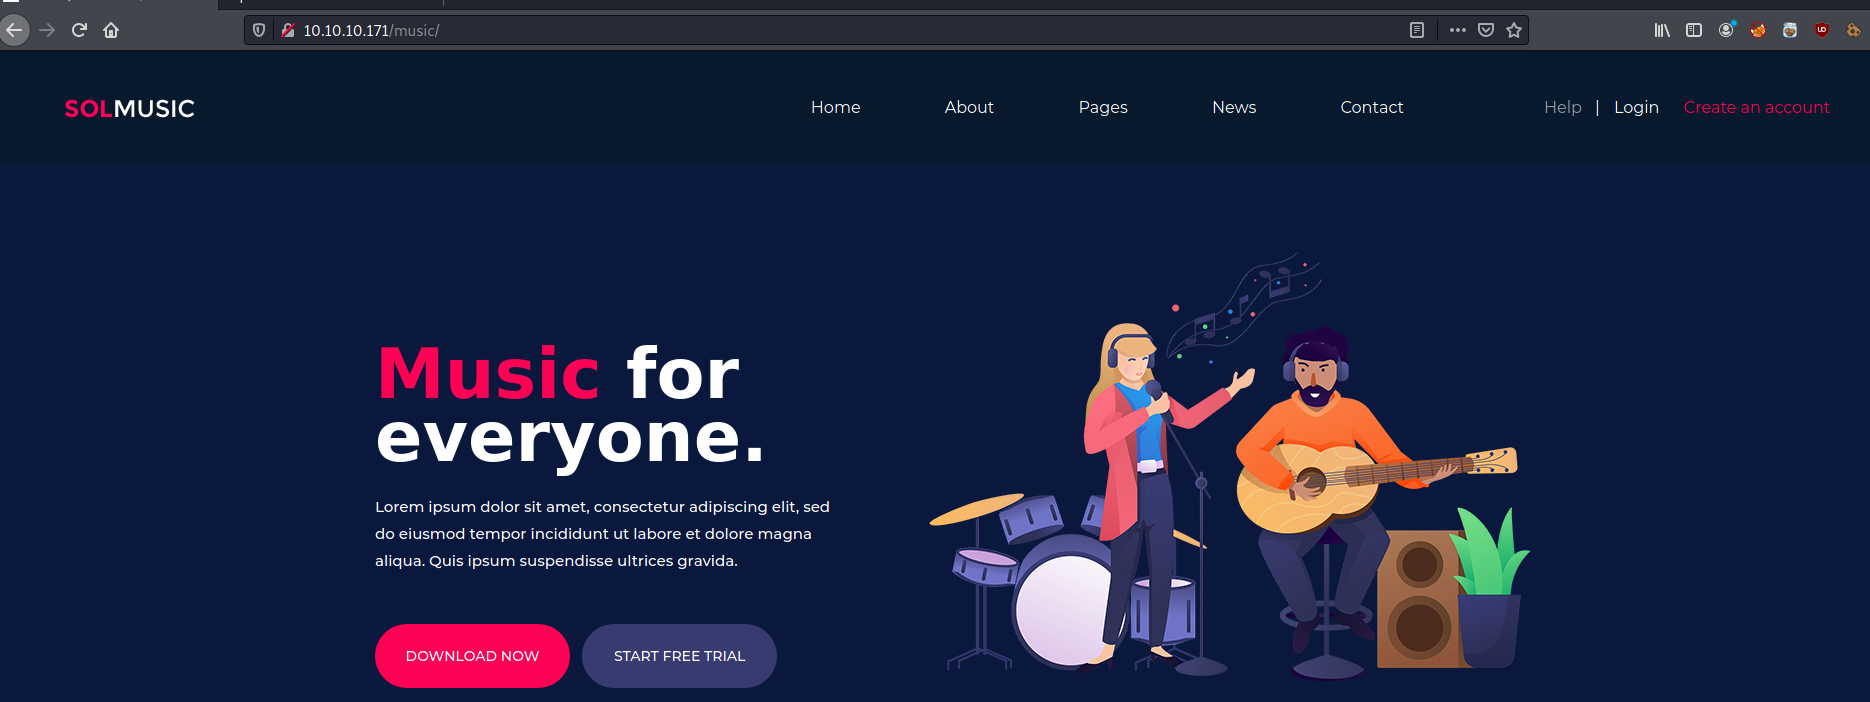 10.10.10.171/music/
SOLMUSIC
Home About Pages News Contact Help | Login Create an account
Music for
everyone.
Lorem ipsum dolor sit amet, consectetur adipiscing elit, sed
do eiusmod tempor incididunt ut labore et dolore magna
aliqua. Quis ipsum suspendisse ultrices gravida.
DOWNLOAD NOW START FREE TRIAL